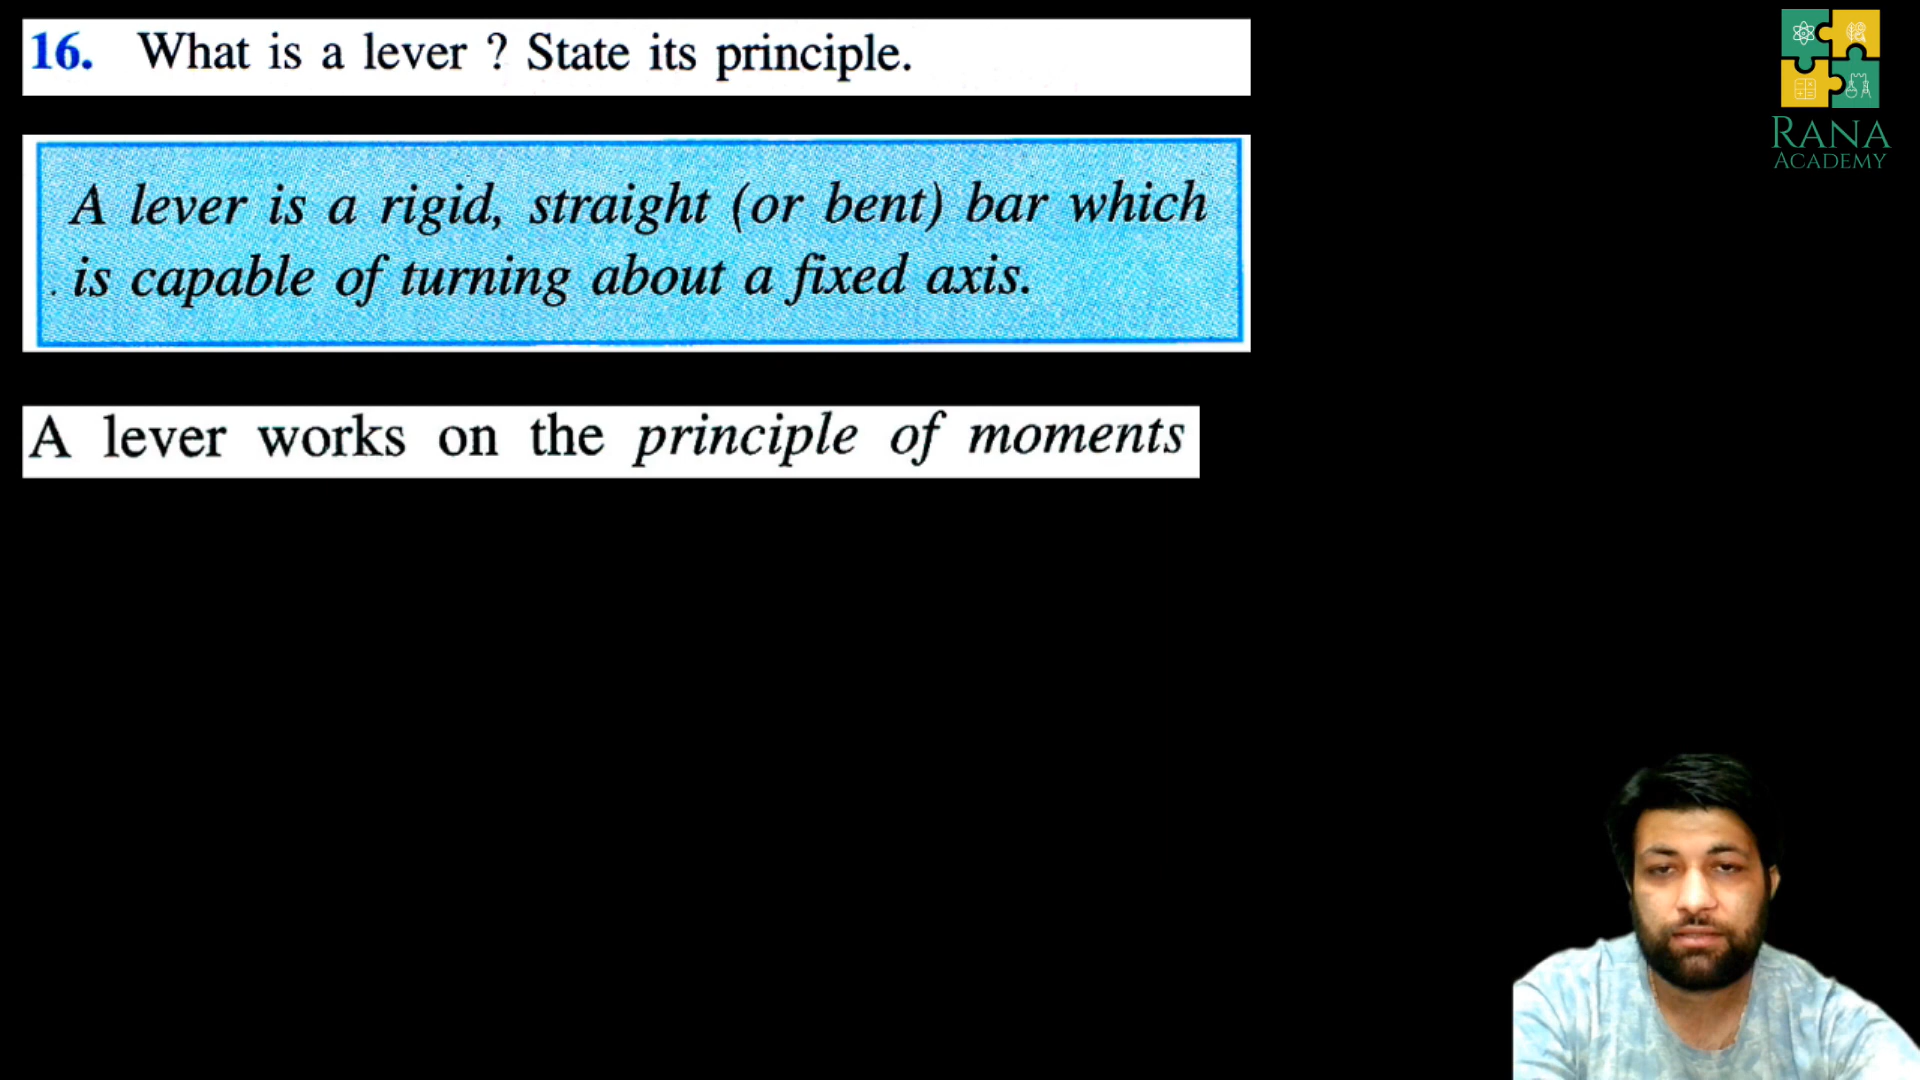 16. What is a lever ? State its principle.
A lever is a rigid, straight (or bent) bar which
is capable of turning about a fixed axis.
A lever works on the principle of moments
RANA
ACADEMY